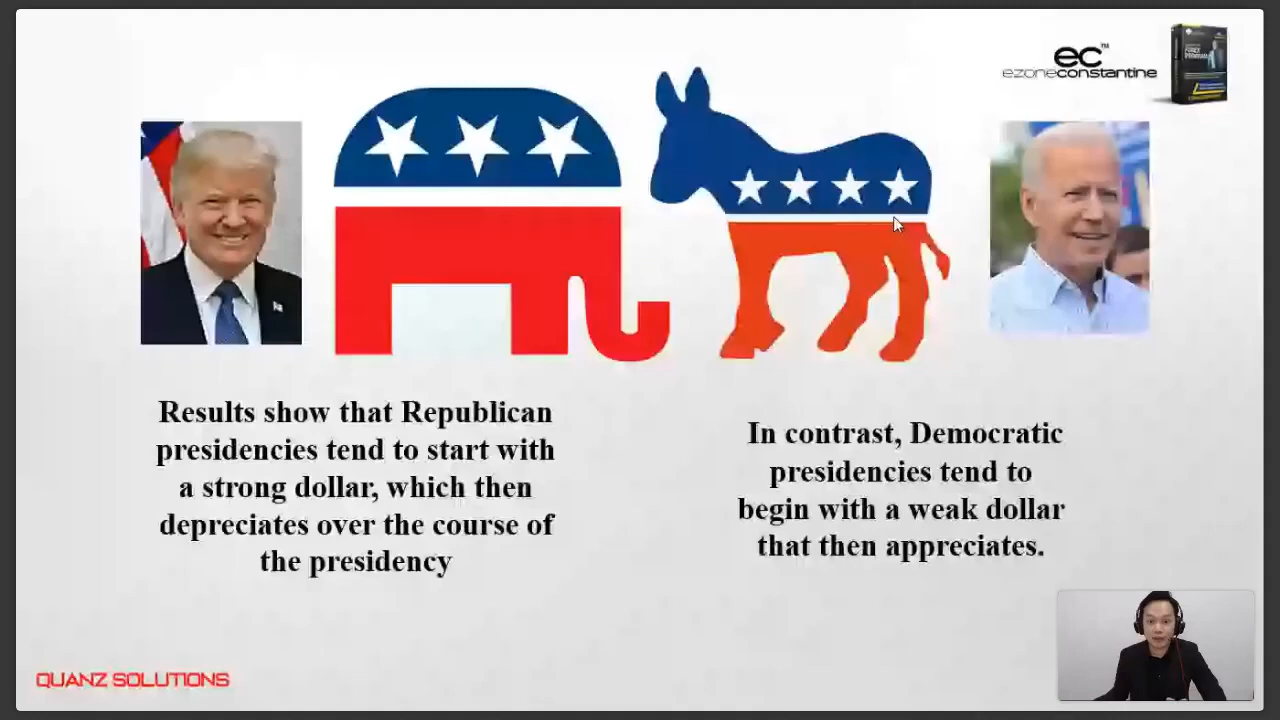 ec™
ezoneconstantine
Results show that Republican
presidencies tend to start with
a strong dollar, which then
depreciates over the course of
the presidency
In contrast, Democratic
presidencies tend to
begin with a weak dollar
that then appreciates.
QUANZ SOLUTIONS